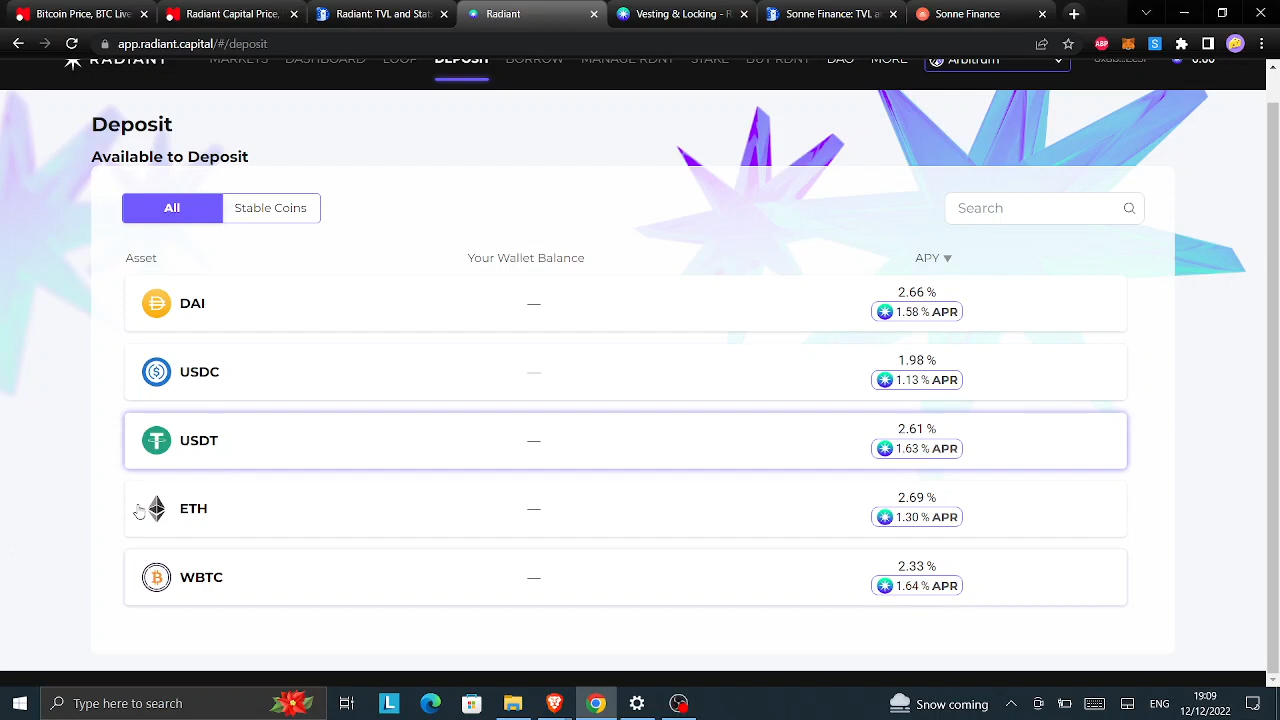 Bitcoin Price, BTC Live
Radiant Capital Price,
Radiant: TVL and Stats
Radiant
Vesting & Locking - R
Sonne Finance: TVL a
Sonne Finance
app.radiant.capital/#/deposit
RADIANT
MARKETS
DASHBOARD
LOOP
DEPOSIT
BORROW
MANAGE RDNT
STAKE
BUY RDNT
DAO
MORE
Arbitrum
0.00
Deposit
Available to Deposit
All
Stable Coins
Search
Asset
Your Wallet Balance
APY ▼
DAI
—
2.66 %
1.58 % APR
USDC
—
1.98 %
1.13 % APR
USDT
—
2.61 %
1.63 % APR
ETH
—
2.69 %
1.30 % APR
WBTC
—
2.33 %
1.64 % APR
Type here to search
L
Snow coming
ENG
19:09
12/12/2022